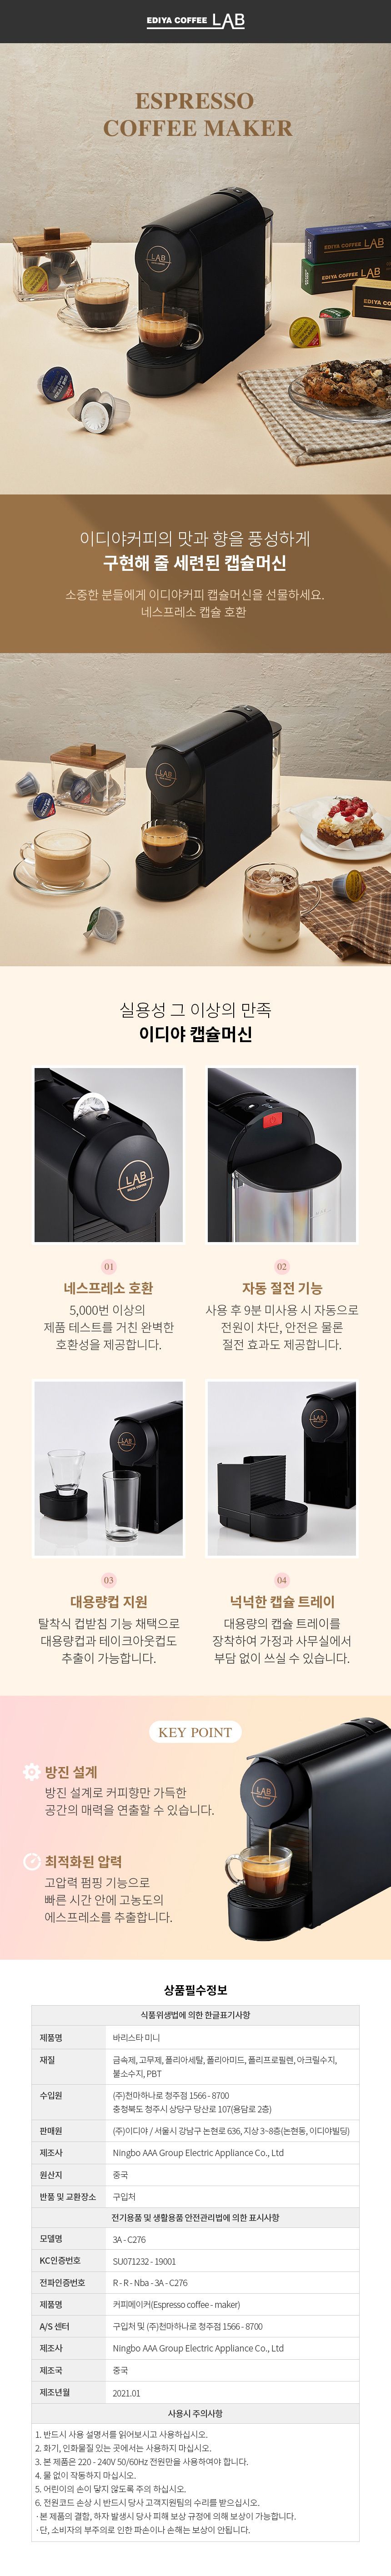 EDIYA COFFEE LAB
ESPRESSO
COFFEE MAKER
LAB
EDIYA COFFEE LAB
EDIYA COFFEE LAB
이디야커피의 맛과 향을 풍성하게
구현해 줄 세련된 캡슐머신
소중한 분들에게 이디야커피 캡슐머신을 선물하세요.
네스프레소 캡슐 호환
LAB
실용성 그 이상의 만족
이디야 캡슐머신
LAB
01
네스프레소 호환
5,000번 이상의
제품 테스트를 거친 완벽한
호환성을 제공합니다.
02
자동 절전 기능
사용 후 9분 미사용 시 자동으로
전원이 차단, 안전은 물론
절전 효과도 제공합니다.
LAB
LAB
03
대용량컵 지원
탈착식 컵받침 기능 채택으로
대용량컵과 테이크아웃컵도
추출이 가능합니다.
04
넉넉한 캡슐 트레이
대용량의 캡슐 트레이를
장착하여 가정과 사무실에서
부담 없이 쓰실 수 있습니다.
KEY POINT
방진 설계
방진 설계로 커피향만 가득한
공간의 매력을 연출할 수 있습니다.
LAB
최적화된 압력
고압력 펌핑 기능으로
빠른 시간 안에 고농도의
에스프레소를 추출합니다.
상품필수정보
식품위생법에 의한 한글표기사항
제품명 바리스타 미니
재질 금속제, 고무제, 폴리아세탈, 폴리아미드, 폴리프로필렌, 아크릴수지,
불소수지, PBT
수입원 (주)천마하나로 청주점 1566 - 8700
충청북도 청주시 상당구 당산로 107(용담로 2층)
판매원 (주)이디야 / 서울시 강남구 논현로 636, 지상 3~8층(논현동, 이디야빌딩)
제조사 Ningbo AAA Group Electric Appliance Co., Ltd
원산지 중국
반품 및 교환장소 구입처
전기용품 및 생활용품 안전관리법에 의한 표시사항
모델명 3A - C276
KC인증번호 SU071232 - 19001
전파인증번호 R - R - Nba - 3A - C276
제품명 커피메이커(Espresso coffee - maker)
A/S 센터 구입처 및 (주)천마하나로 청주점 1566 - 8700
제조사 Ningbo AAA Group Electric Appliance Co., Ltd
제조국 중국
제조년월 2021.01
사용시 주의사항
1. 반드시 사용 설명서를 읽어보시고 사용하십시오.
2. 화기, 인화물질 있는 곳에서는 사용하지 마십시오.
3. 본 제품은 220 - 240V 50/60Hz 전원만을 사용하여야 합니다.
4. 물 없이 작동하지 마십시오.
5. 어린이의 손이 닿지 않도록 주의 하십시오.
6. 전원코드 손상 시 반드시 당사 고객지원팀의 수리를 받으십시오.
· 본 제품의 결함, 하자 발생시 당사 피해 보상 규정에 의해 보상이 가능합니다.
· 단, 소비자의 부주의로 인한 파손이나 손해는 보상이 안됩니다.